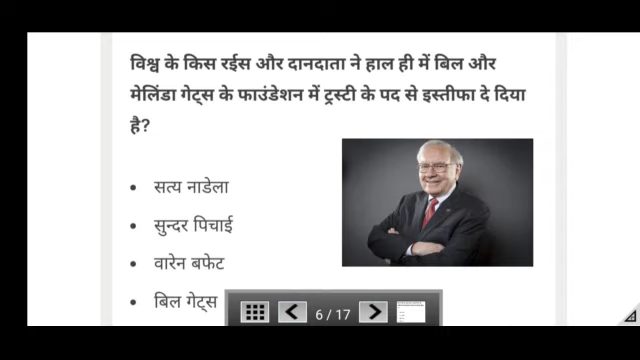 विश्व के किस रईस और दानदाता ने हाल ही में बिल और
मेलिंडा गेट्स के फाउंडेशन में ट्रस्टी के पद से इस्तीफा दे दिया
है?
• सत्य नाडेला
• सुन्दर पिचाई
• वारेन बफेट
• बिल गेट्स
6 / 17